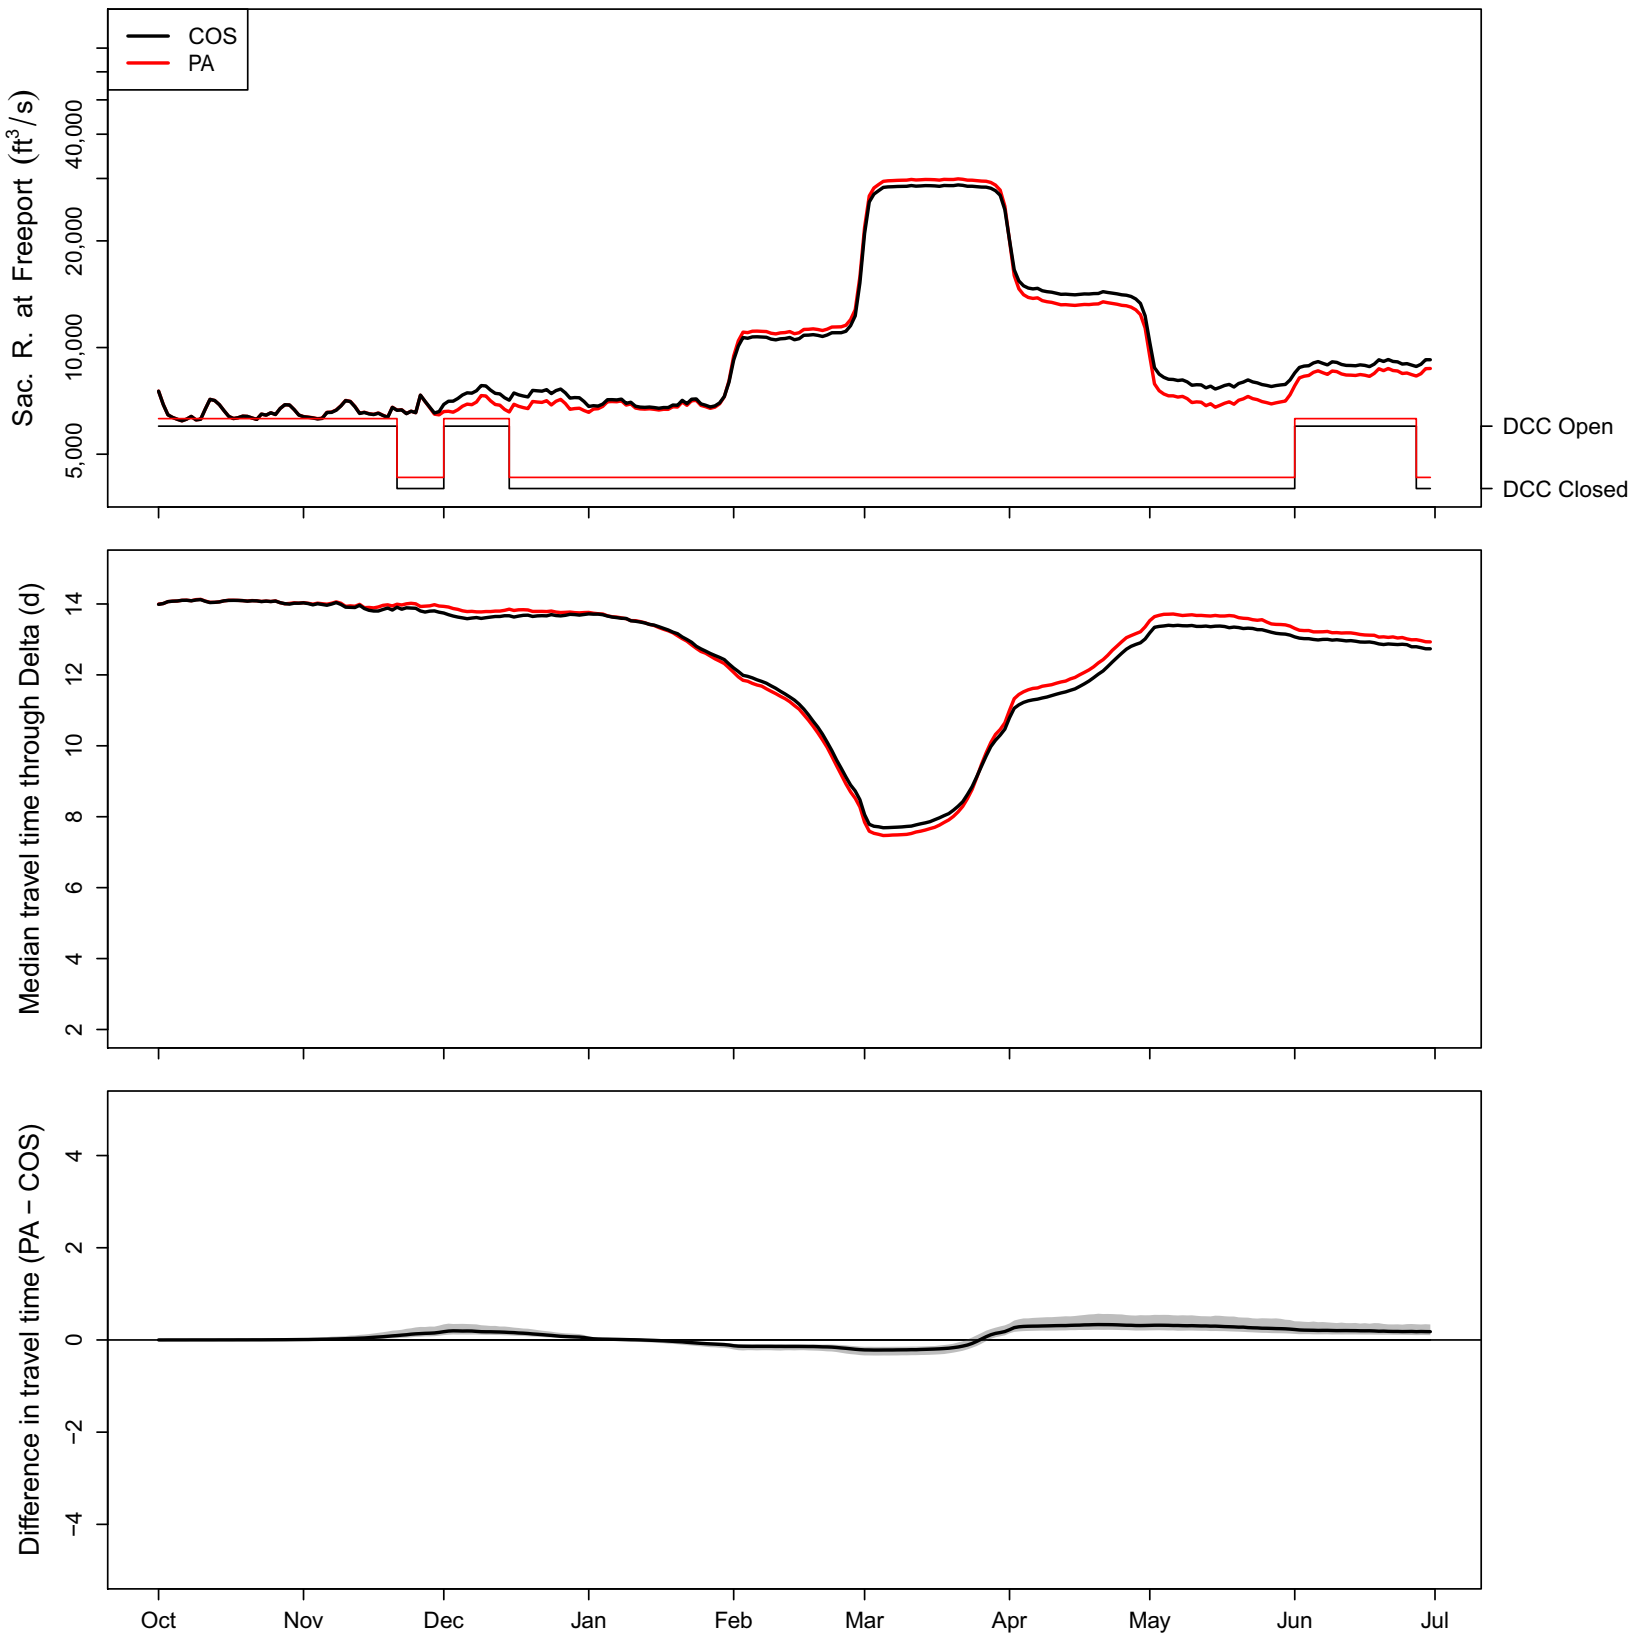 COS
PA
Sac. R. at Freeport (ft³/s)
40,000
20,000
10,000
5,000
DCC Open
DCC Closed
Median travel time through Delta (d)
14
12
10
8
6
4
2
Difference in travel time (PA − COS)
4
2
0
−2
−4
Oct Nov Dec Jan Feb Mar Apr May Jun Jul